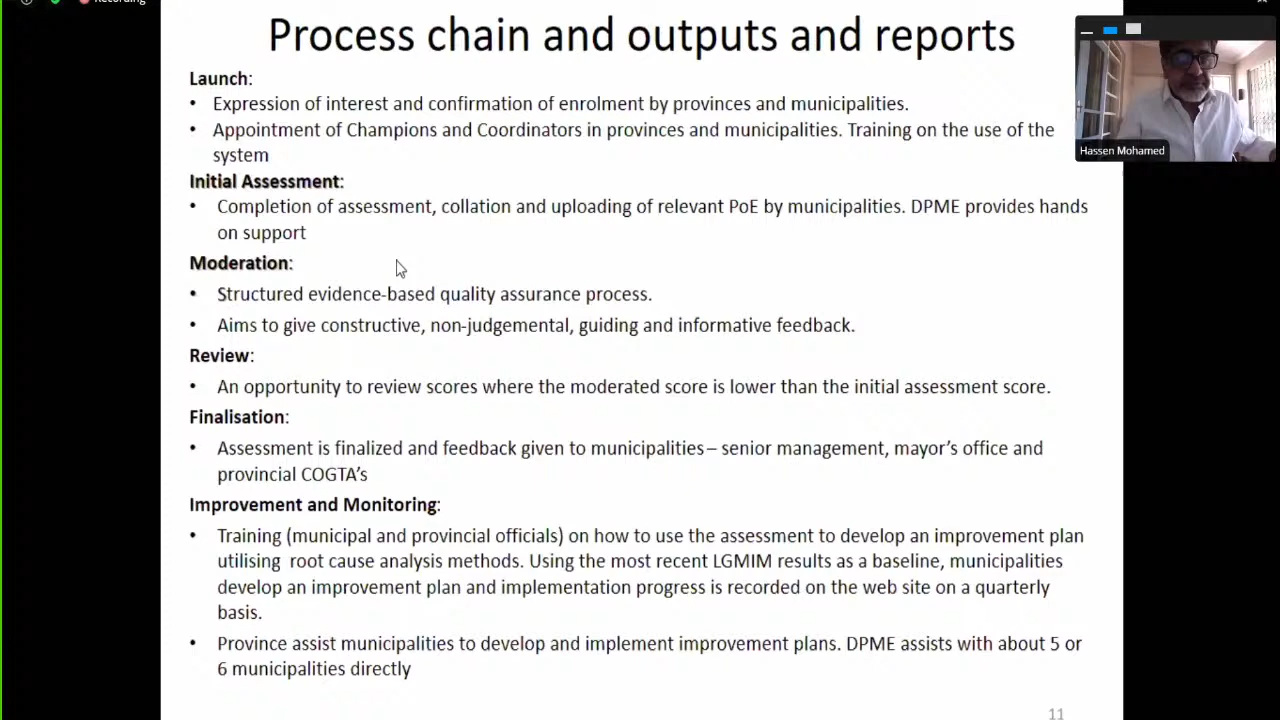 Recording
Process chain and outputs and reports
Hassen Mohamed
Launch:
• Expression of interest and confirmation of enrolment by provinces and municipalities.
• Appointment of Champions and Coordinators in provinces and municipalities. Training on the use of the
system
Initial Assessment:
• Completion of assessment, collation and uploading of relevant PoE by municipalities. DPME provides hands
on support
Moderation:
• Structured evidence-based quality assurance process.
• Aims to give constructive, non-judgemental, guiding and informative feedback.
Review:
• An opportunity to review scores where the moderated score is lower than the initial assessment score.
Finalisation:
• Assessment is finalized and feedback given to municipalities – senior management, mayor's office and
provincial COGTA's
Improvement and Monitoring:
• Training (municipal and provincial officials) on how to use the assessment to develop an improvement plan
utilising root cause analysis methods. Using the most recent LGMIM results as a baseline, municipalities
develop an improvement plan and implementation progress is recorded on the web site on a quarterly
basis.
• Province assist municipalities to develop and implement improvement plans. DPME assists with about 5 or
6 municipalities directly
11